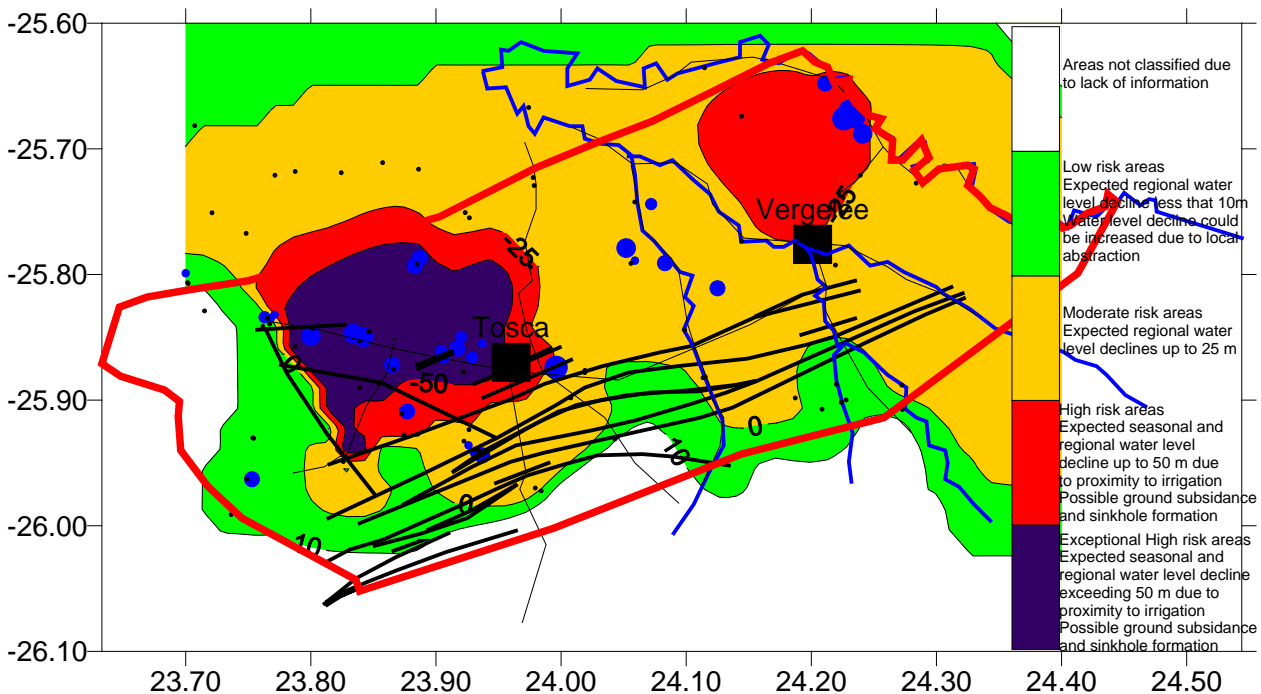 -25.60
-25.70
-25.80
-25.90
-26.00
-26.10
23.70
23.80
23.90
24.00
24.10
24.20
24.30
24.40
24.50
Vergelee
-25
-25
Tosca
0
-50
0
10
0
10
Areas not classified due
to lack of information
Low risk areas
Expected regional water
level decline less that 10m
Water level decline could
be increased due to local
abstraction
Moderate risk areas
Expected regional water
level declines up to 25 m
High risk areas
Expected seasonal and
regional water level
decline up to 50 m due
to proximity to irrigation
Possible ground subsidance
and sinkhole formation
Exceptional High risk areas
Expected seasonal and
regional water level decline
exceeding 50 m due to
proximity to irrigation
Possible ground subsidance
and sinkhole formation